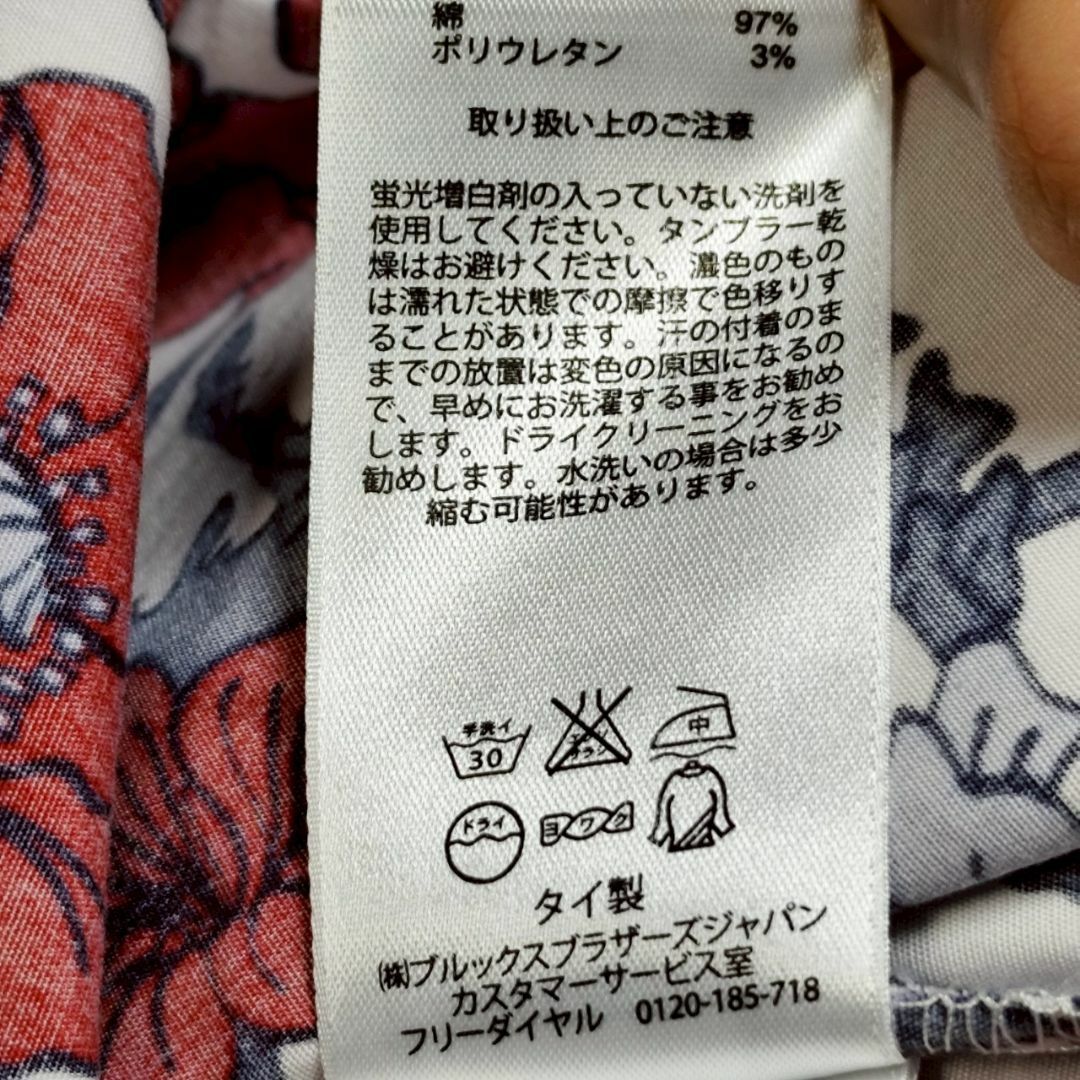 綿 97%
ポリウレタン 3%
取り扱い上のご注意
蛍光増白剤の入っていない洗剤を
使用してください。タンブラー乾
燥はお避けください。濃色のもの
は濡れた状態での摩擦で色移りす
ることがあります。汗の付着のま
までの放置は変色の原因になるの
で、早めにお洗濯する事をお勧め
します。ドライクリーニングをお
勧めします。水洗いの場合は多少
縮む可能性があります。
手洗イ
30
中
ドライ
ヨワク
タイ製
㈱ブルックスブラザーズジャパン
カスタマーサービス室
フリーダイヤル 0120-185-718